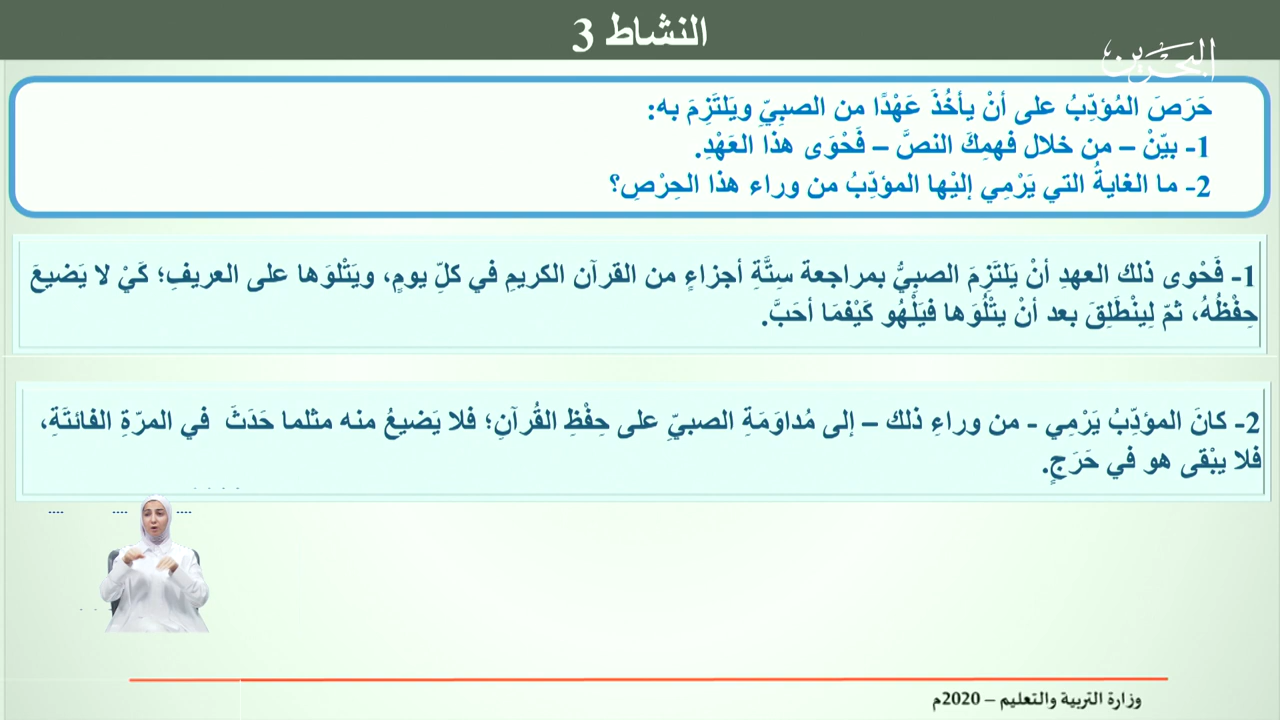 النشاط 3
البحرين
حَرَصَ المُؤدِّبُ على أنْ يأخُذَ عَهْدًا من الصبِيِّ ويَلتَزِمَ به:
1- بيّنْ – من خلال فهمِكَ النصَّ – فَحْوَى هذا العَهْدِ.
2- ما الغايةُ التي يَرْمِي إليْها المؤدِّبُ من وراء هذا الحِرْصِ؟
1- فَحْوى ذلك العهدِ أنْ يَلتَزِمَ الصبيُّ بمراجعة سِتَّةِ أجزاءٍ من القرآن الكريمِ في كلِّ يومٍ، ويَتْلوَها على العريفِ؛ كَيْ لا يَضيعَ
حِفْظُهُ، ثمّ لِينْطَلِقَ بعد أنْ يتْلُوَها فيَلْهُو كَيْفمَا أحَبَّ.
2- كانَ المؤدِّبُ يَرْمِي - من وراءِ ذلك – إلى مُداوَمَةِ الصبيِّ على حِفْظِ القُرآنِ؛ فلا يَضيعُ منه مثلما حَدَثَ في المرّةِ الفائتَةِ،
فلا يبْقى هو في حَرَجٍ.
وزارة التربية والتعليم – 2020م